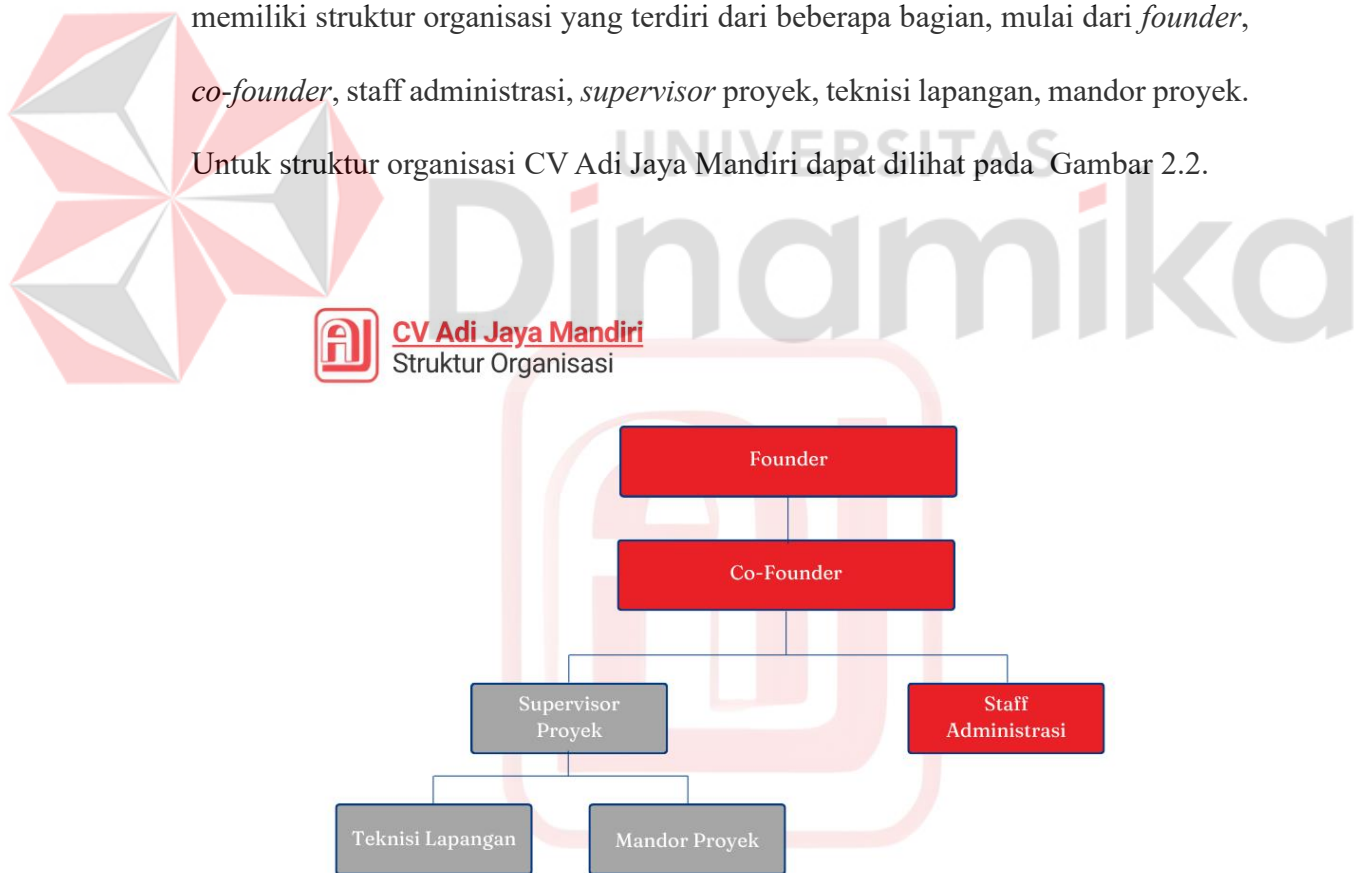 memiliki struktur organisasi yang terdiri dari beberapa bagian, mulai dari founder,
co-founder, staff administrasi, supervisor proyek, teknisi lapangan, mandor proyek.
Untuk struktur organisasi CV Adi Jaya Mandiri dapat dilihat pada Gambar 2.2.
UNIVERSITAS
Dinamika
CV Adi Jaya Mandiri
Struktur Organisasi
Founder
Co-Founder
Supervisor
Proyek
Staff
Administrasi
Teknisi Lapangan
Mandor Proyek